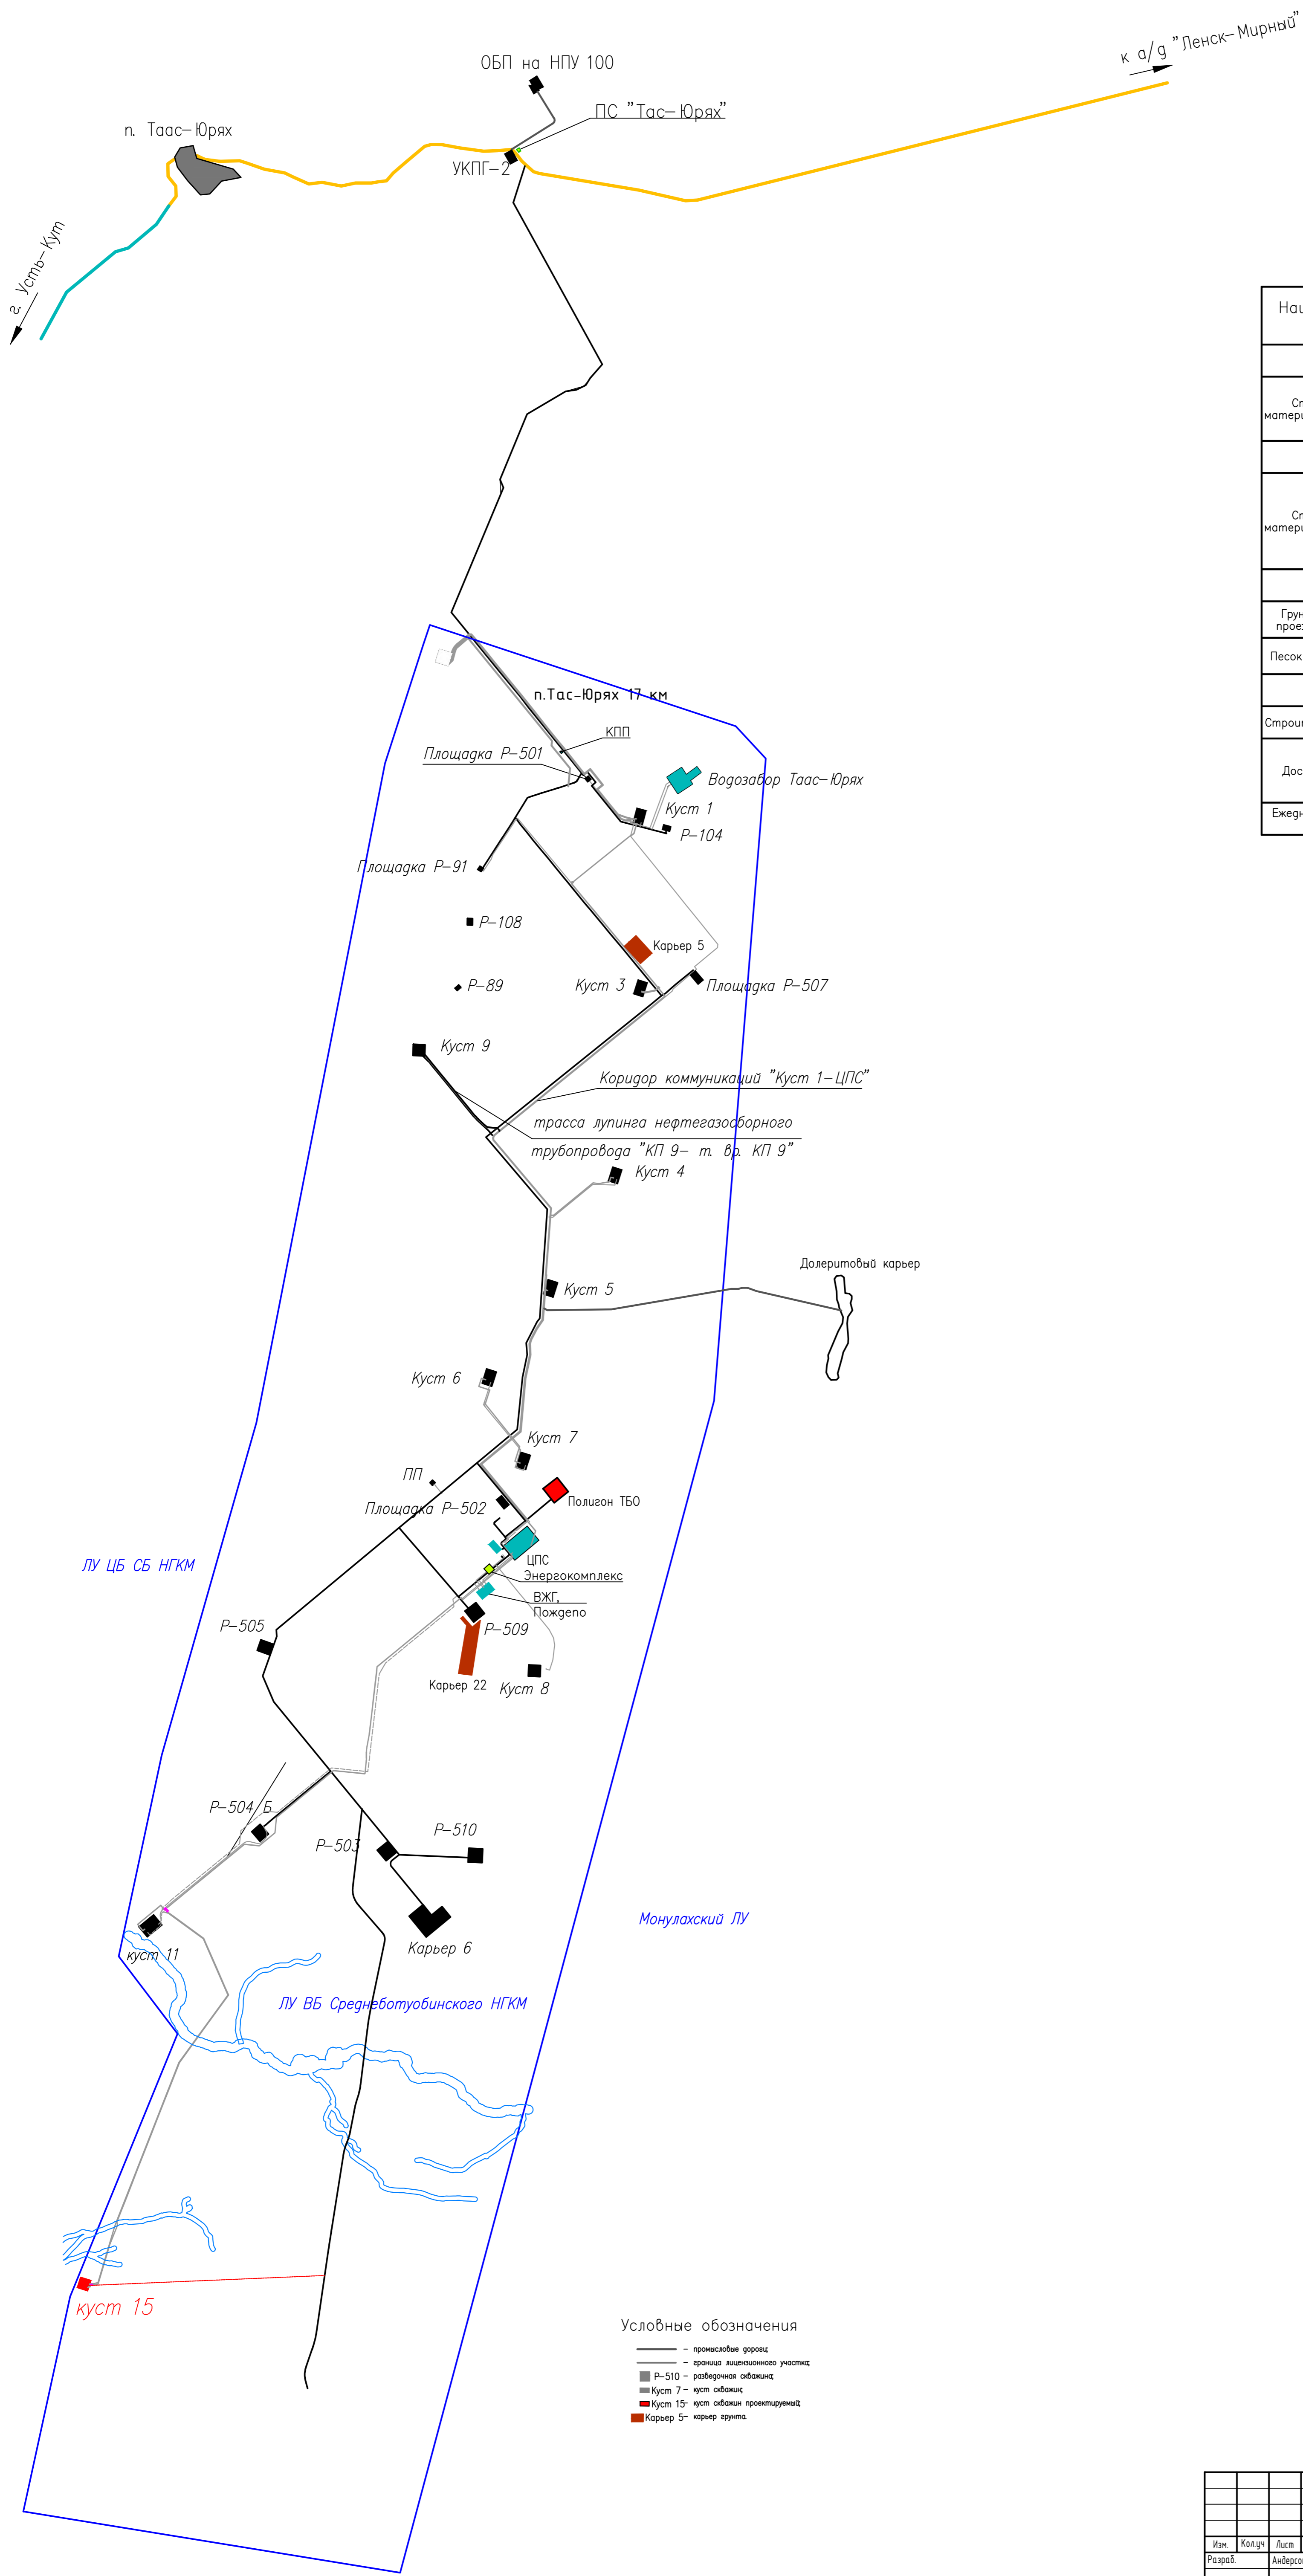 к а/д "Ленск-Мирный"
ОБП на НПУ 100
ПС "Тас-Юрях"
п. Таас-Юрях
УКПГ-2
г. Усть-Кут
п.Тас-Юрях 17 км
КПП
Площадка Р-501
Водозабор Таас-Юрях
Куст 1
Р-104
Площадка Р-91
Р-108
Карьер 5
Р-89
Куст 3
Площадка Р-507
Куст 9
Коридор коммуникаций "Куст 1-ЦПС"
трасса лупинга нефтегазосборного
трубопровода "КП 9- т. вр. КП 9"
Куст 4
Долеритовый карьер
Куст 5
Куст 6
Куст 7
ПП
Площадка Р-502
Полигон ТБО
ЛУ ЦБ СБ НГКМ
ЦПС
Энергокомплекс
ВЖГ,
Пождепо
Р-505
Р-509
Карьер 22
Куст 8
Р-504 Б
Р-503
Р-510
Монулахский ЛУ
куст 11
Карьер 6
ЛУ ВБ Среднеботуобинского НГКМ
куст 15
Условные обозначения
- промысловые дороги;
- граница лицензионного участка;
Р-510 - разведочная скважина;
Куст 7 - куст скважин;
Куст 15- куст скважин проектируемый;
Карьер 5- карьер грунта.
Песок
Изм. Кол.уч Лист
Разраб.